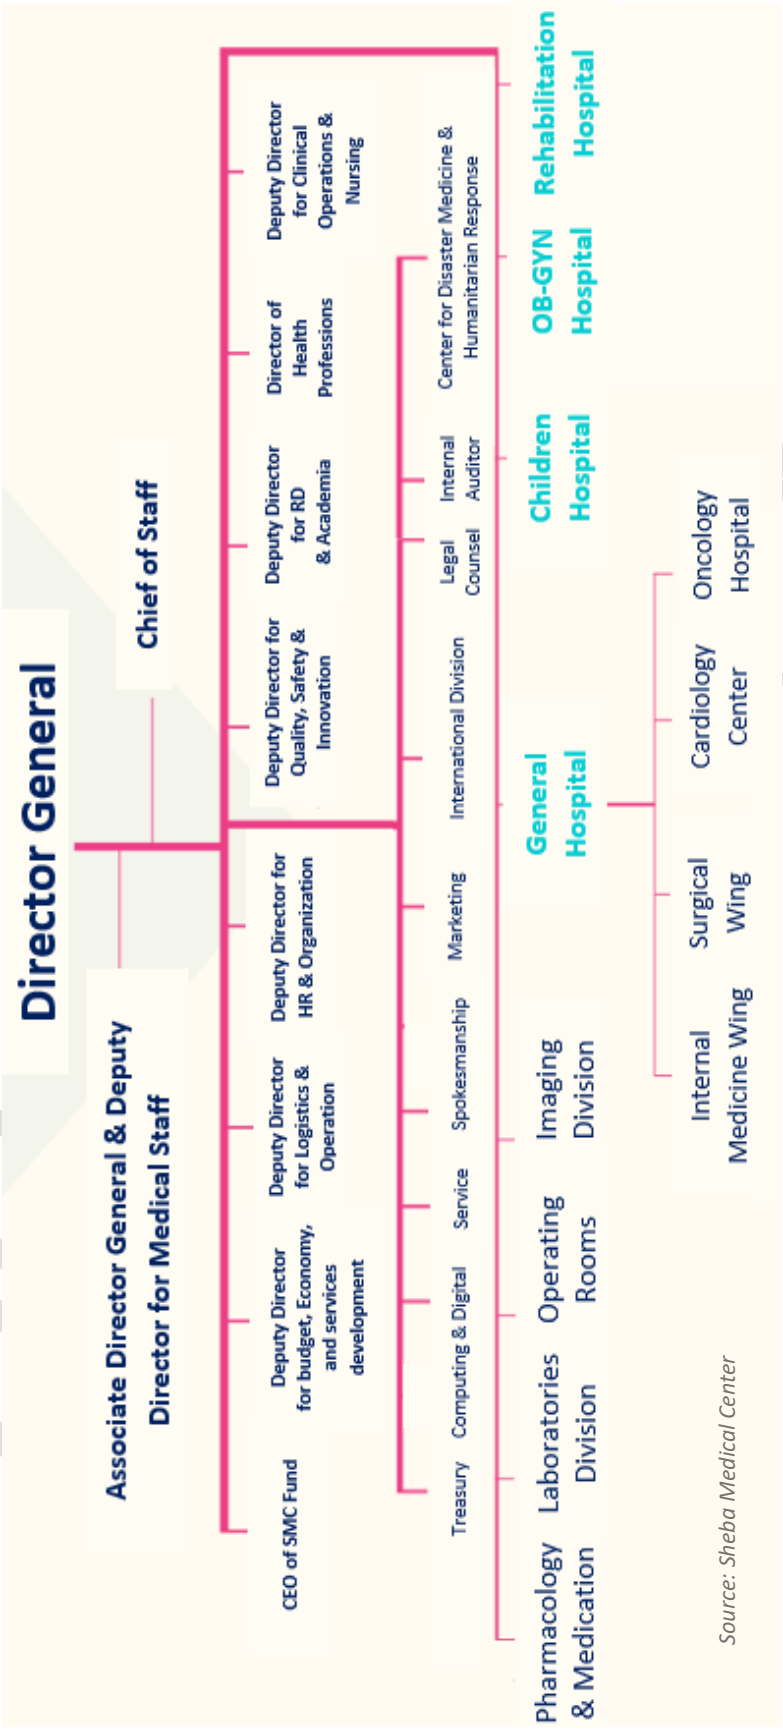 Director General
Associate Director General & Deputy
Director for Medical Staff
Chief of Staff
CEO of SMC Fund
Deputy Director
for budget, Economy,
and services
development
Deputy Director
for Logistics &
Operation
Deputy Director for
HR & Organization
Deputy Director for
Quality, Safety &
Innovation
Deputy Director
for RD
& Academia
Director of
Health
Professions
Deputy Director
for Clinical
Operations &
Nursing
Treasury
Computing & Digital
Service
Spokesmanship
Marketing
International Division
Legal
Counsel
Internal
Auditor
Center for Disaster Medicine &
Humanitarian Response
Pharmacology
& Medication
Laboratories
Division
Operating
Rooms
Imaging
Division
General
Hospital
Children
Hospital
OB-GYN
Hospital
Rehabilitation
Hospital
Internal
Medicine Wing
Surgical
Wing
Cardiology
Center
Oncology
Hospital
Source: Sheba Medical Center